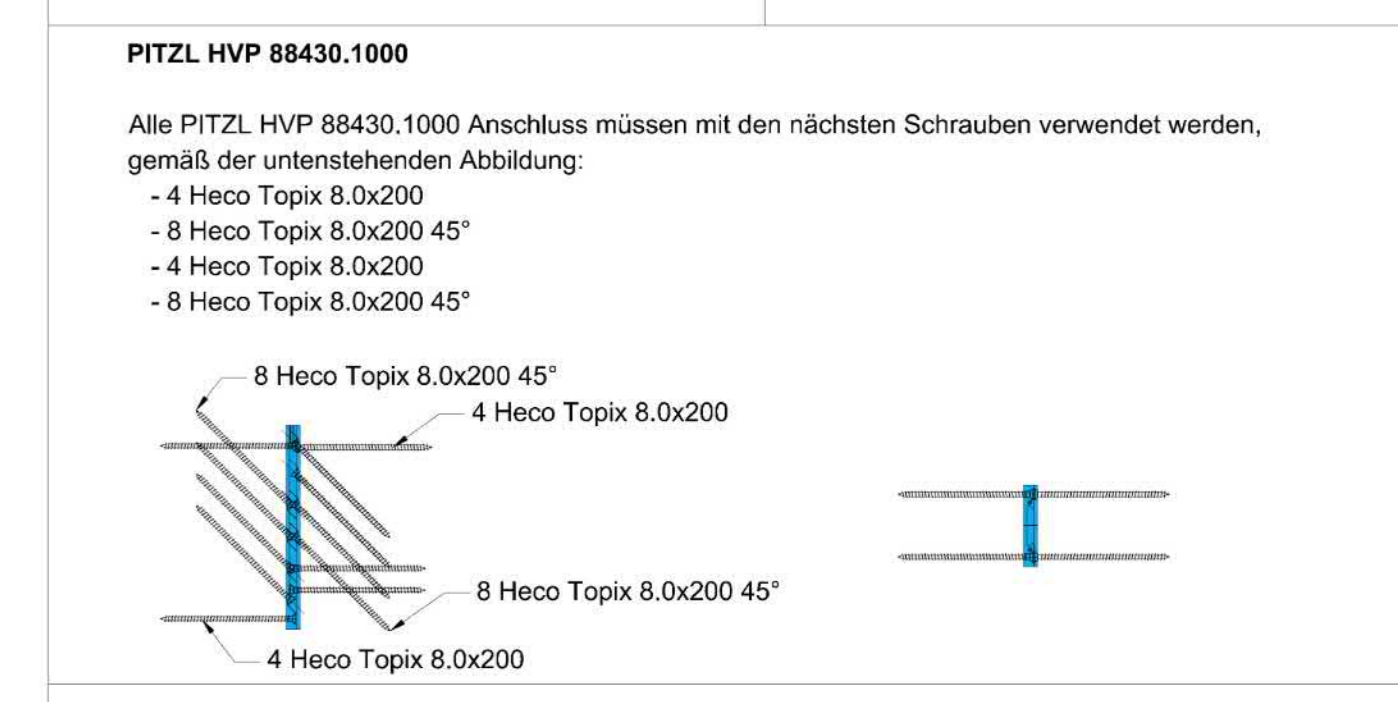 PITZL HVP 88430.1000
Alle PITZL HVP 88430.1000 Anschluss müssen mit den nächsten Schrauben verwendet werden,
gemäß der untenstehenden Abbildung:
- 4 Heco Topix 8.0x200
- 8 Heco Topix 8.0x200 45°
- 4 Heco Topix 8.0x200
- 8 Heco Topix 8.0x200 45°
8 Heco Topix 8.0x200 45°
4 Heco Topix 8.0x200
8 Heco Topix 8.0x200 45°
4 Heco Topix 8.0x200